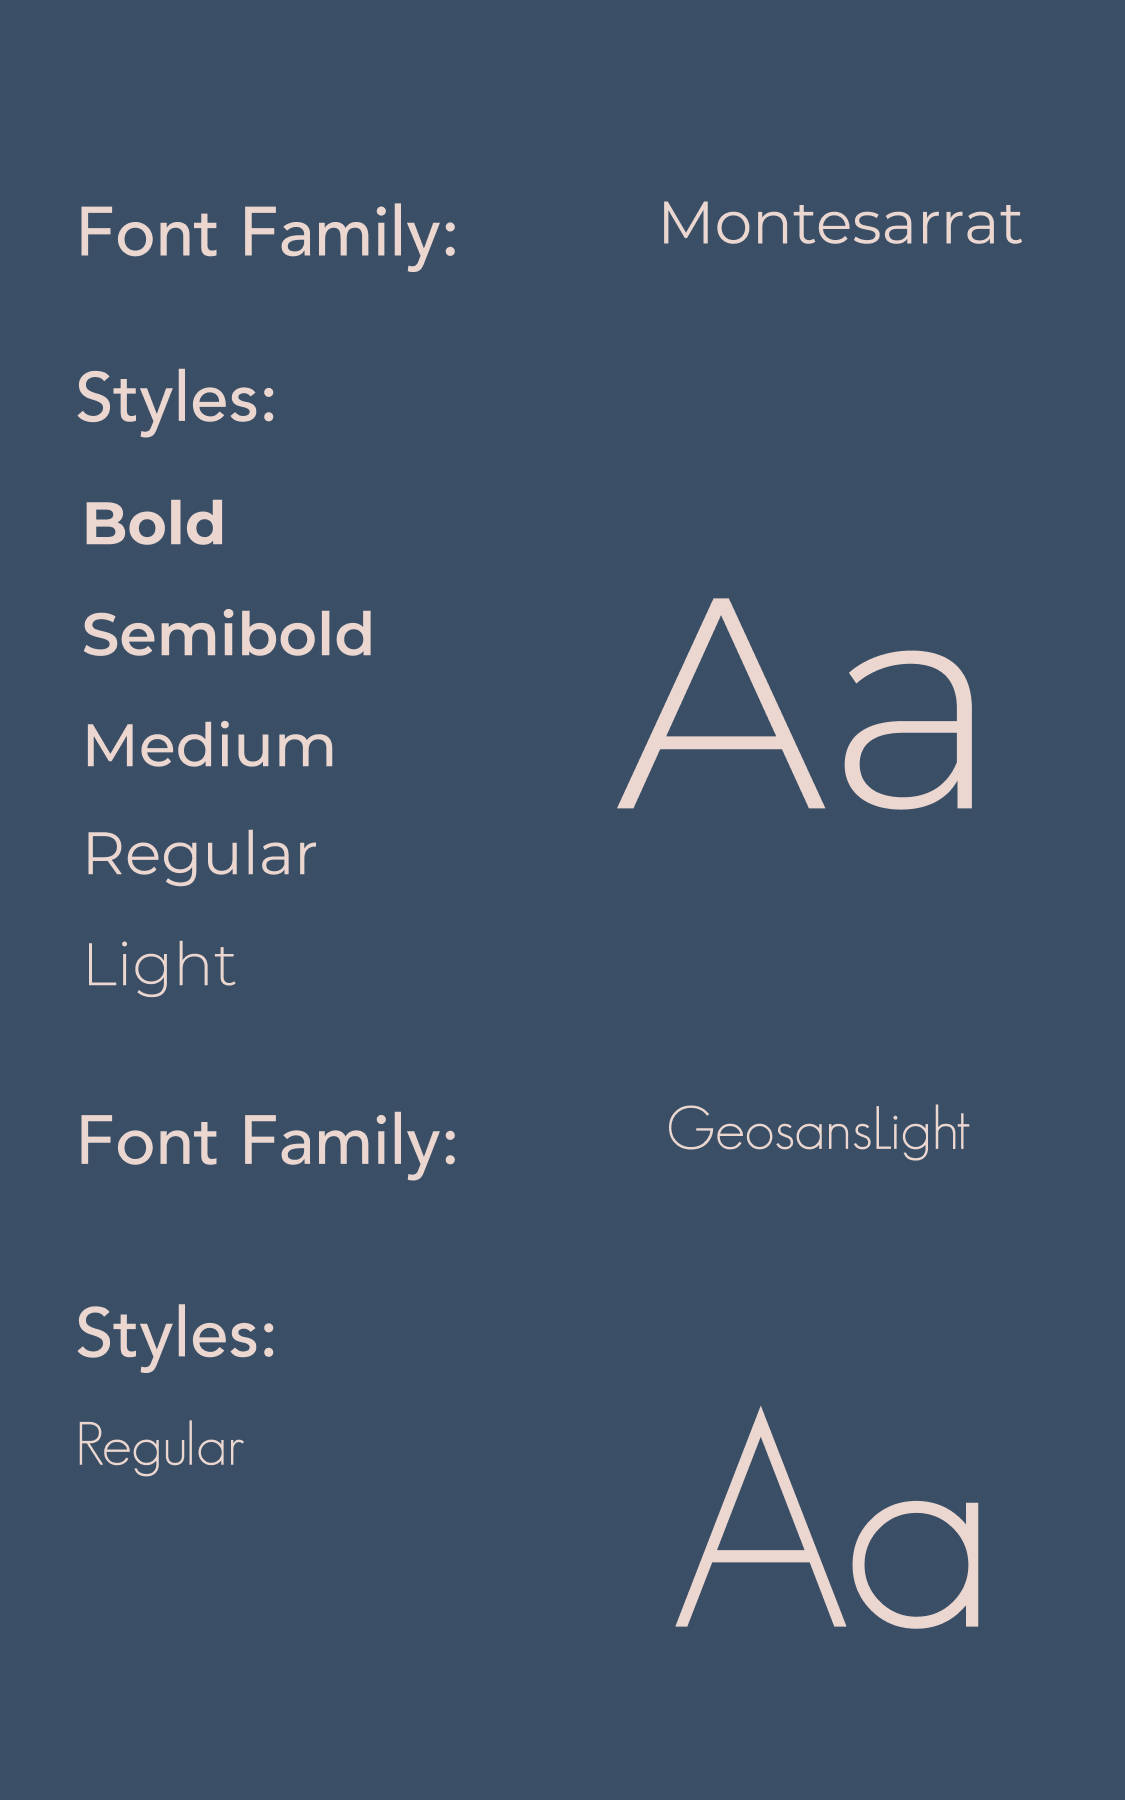 Font Family:
Montesarrat
Styles:
Bold
Semibold
Medium
Regular
Light
Aa
Font Family:
GeosansLight
Styles:
Regular
Aa